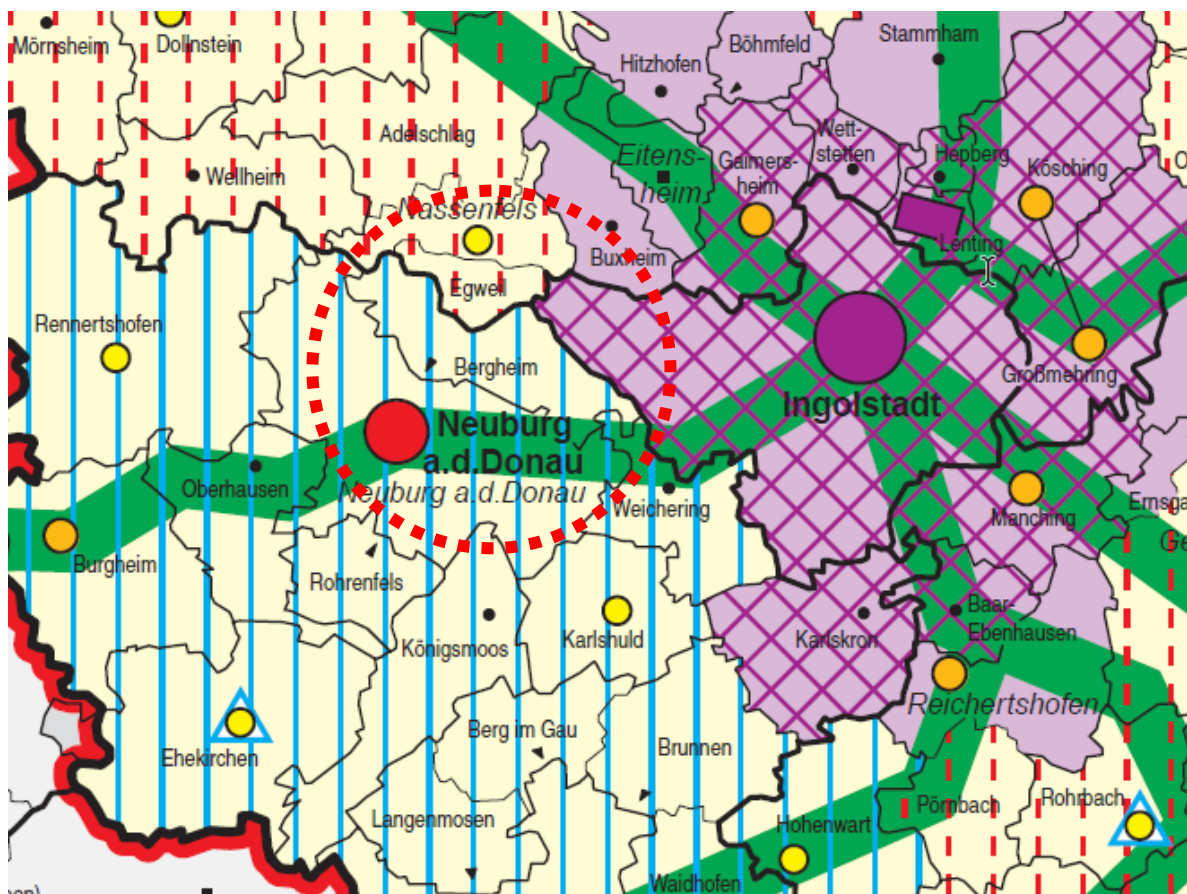 Mörnsheim
Dollnstein
Böhmfeld
Stammham
Hitzhofen
Adelschlag
Wett-
stetten
Eitens-
heim
Gaimers-
heim
Hepberg
Kösching
Wellheim
Nassenfels
Buxheim
Lenting
Egweil
Rennertshofen
Bergheim
Großmehring
Ingolstadt
Neuburg
a.d.Donau
Oberhausen
Neuburg a.d.Donau
Weichering
Manching
Burgheim
Rohrenfels
Königsmoos
Karlshuld
Karlskron
Baar-
Ebenhausen
Reichertshofen
Berg im Gau
Brunnen
Ehekirchen
Langenmosen
Hohenwart
Pörnbach
Rohrbach
Waidhofen